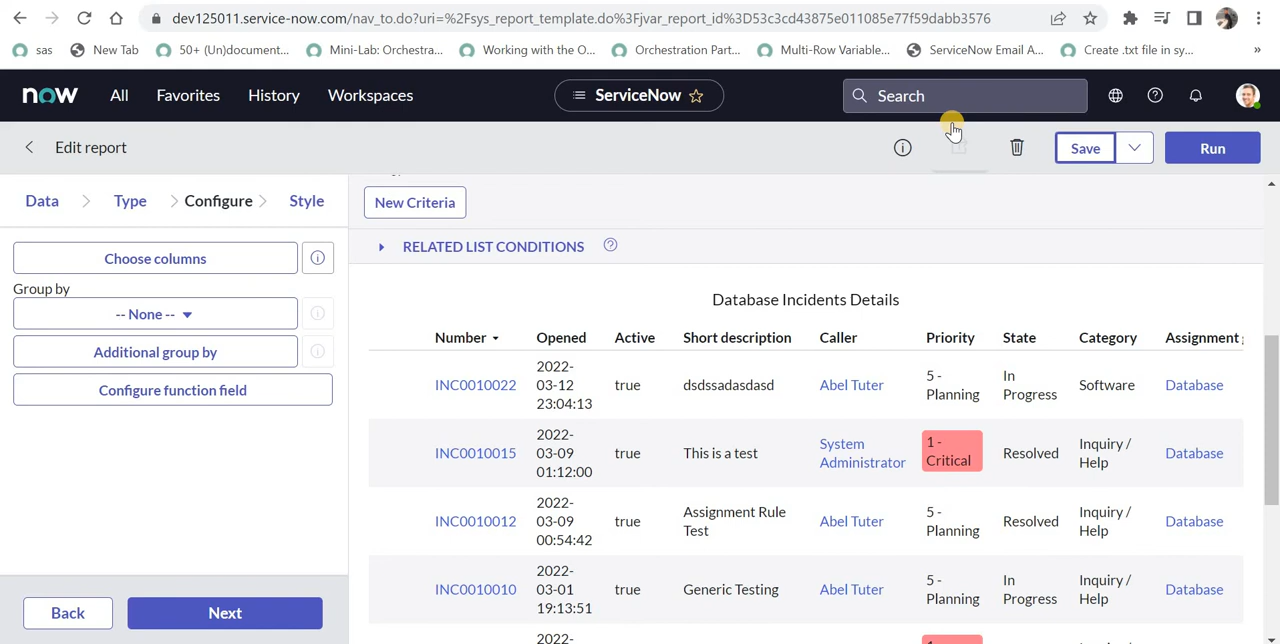 dev125011.service-now.com/nav_to.do?uri=%2Fsys_report_template.do%3Fjvar_report_id%3D53c3cd43875e011085e77f59dabb3576
sas New Tab 50+ (Un)document... Mini-Lab: Orchestra... Working with the O... Orchestration Part... Multi-Row Variable... ServiceNow Email A... Create .txt file in sy... »
now All Favorites History Workspaces ServiceNow Search
Edit report Save Run
Data Type Configure Style
New Criteria
RELATED LIST CONDITIONS
Choose columns
Group by
-- None --
Additional group by
Configure function field
Back Next
Database Incidents Details
Number Opened Active Short description Caller Priority State Category Assignment
INC0010022 2022-03-12 23:04:13 true dsdssadasdasd Abel Tuter 5 - Planning In Progress Software Database
INC0010015 2022-03-09 01:12:00 true This is a test System Administrator 1 - Critical Resolved Inquiry / Help Database
INC0010012 2022-03-09 00:54:42 true Assignment Rule Test Abel Tuter 5 - Planning Resolved Inquiry / Help Database
INC0010010 2022-03-01 19:13:51 true Generic Testing Abel Tuter 5 - Planning In Progress Inquiry / Help Database
2022-